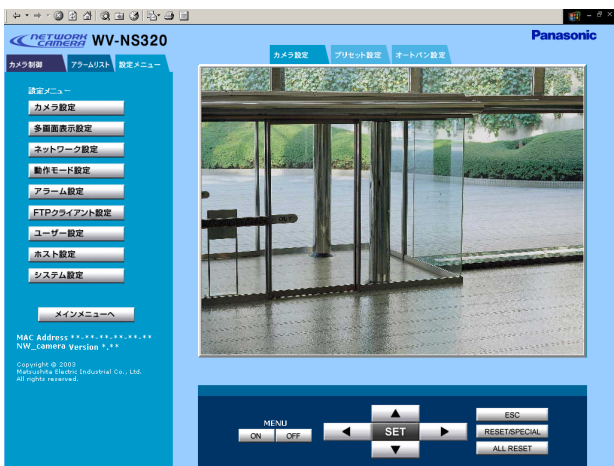 NETWORK CAMERA WV-NS320
Panasonic
カメラ制御 アラームリスト 設定メニュー
カメラ設定 プリセット設定 オートパン設定
設定メニュー
カメラ設定
多画面表示設定
ネットワーク設定
動作モード設定
アラーム設定
FTPクライアント設定
ユーザー設定
ホスト設定
システム設定
メインメニューへ
MAC Address **-**-**-**-**-**
NW_camera Version *.**
Copyright © 2003
Matsushita Electric Industrial Co., Ltd.
All rights reserved.
OUT
MENU
ON OFF
SET
ESC
RESET/SPECIAL
ALL RESET